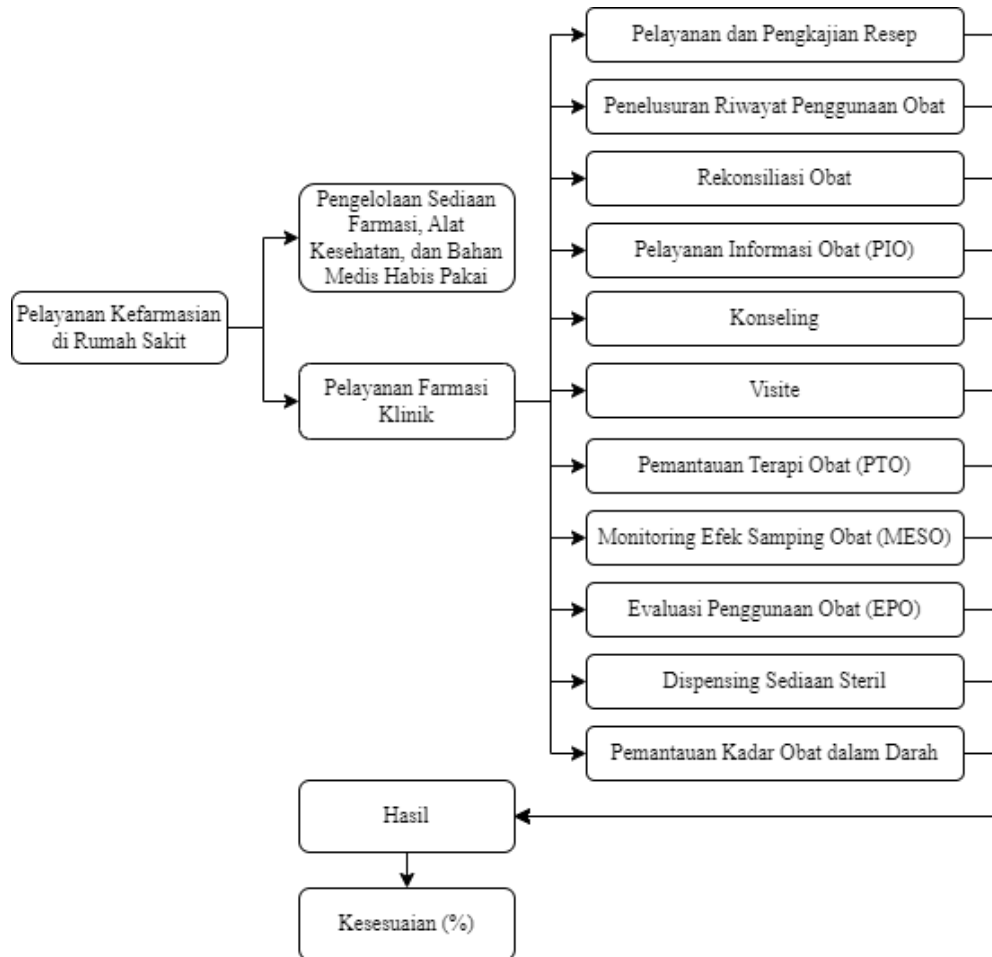 Pelayanan Kefarmasian
di Rumah Sakit
Pengelolaan Sediaan
Farmasi, Alat
Kesehatan, dan Bahan
Medis Habis Pakai
Pelayanan Farmasi
Klinik
Pelayanan dan Pengkajian Resep
Penelusuran Riwayat Penggunaan Obat
Rekonsiliasi Obat
Pelayanan Informasi Obat (PIO)
Konseling
Visite
Pemantauan Terapi Obat (PTO)
Monitoring Efek Samping Obat (MESO)
Evaluasi Penggunaan Obat (EPO)
Dispensing Sediaan Steril
Pemantauan Kadar Obat dalam Darah
Hasil
Kesesuaian (%)